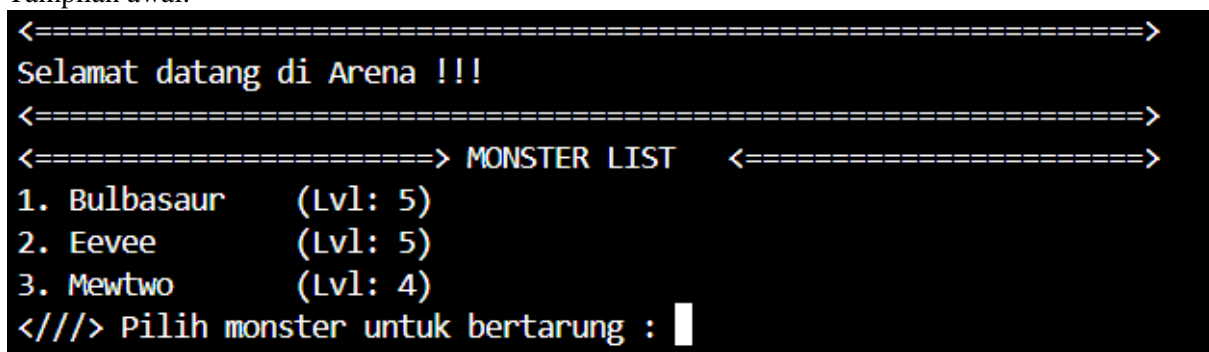 Tampilan awal:
<================================================================>
Selamat datang di Arena !!!
<================================================================>
<=======================> MONSTER LIST   <=======================>
1. Bulbasaur    (Lvl: 5)
2. Eevee        (Lvl: 5)
3. Mewtwo       (Lvl: 4)
<///> Pilih monster untuk bertarung :